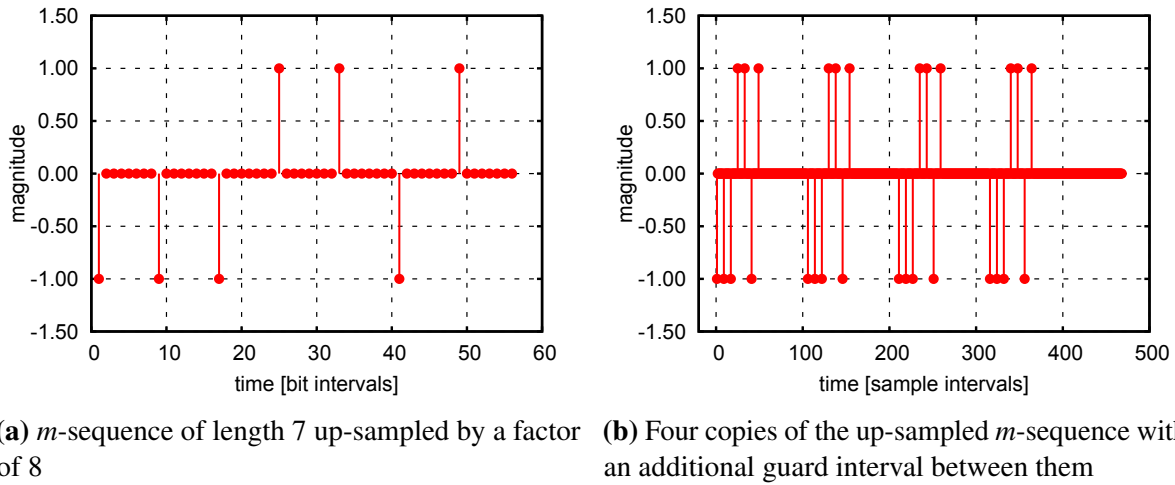 1.50
1.00
0.50
0.00
-0.50
-1.00
-1.50
magnitude
0 10 20 30 40 50 60
time [bit intervals]
1.50
1.00
0.50
0.00
-0.50
-1.00
-1.50
magnitude
0 100 200 300 400 500
time [sample intervals]
(a) m-sequence of length 7 up-sampled by a factor
of 8
(b) Four copies of the up-sampled m-sequence with
an additional guard interval between them